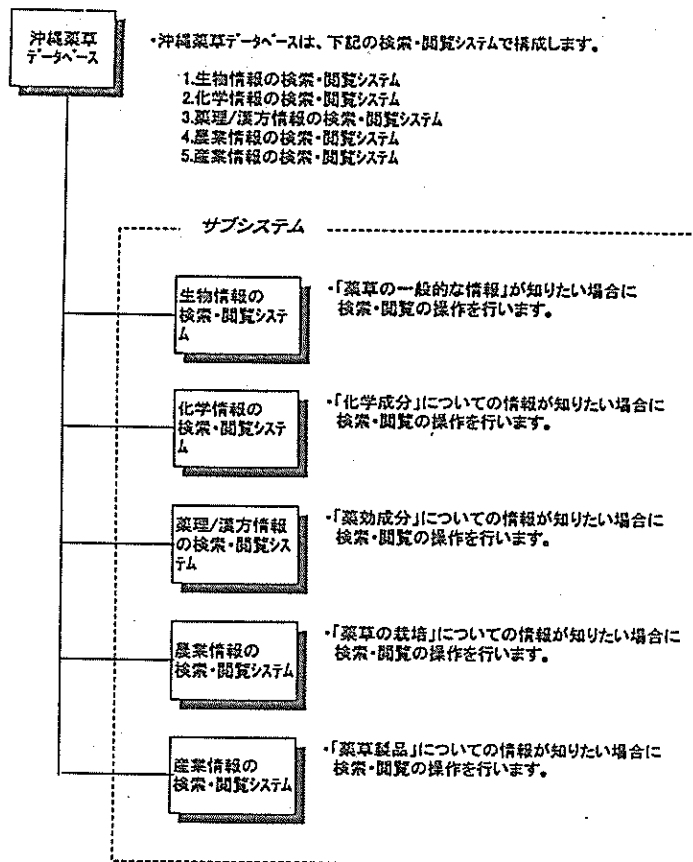 沖縄薬草
データベース
・沖縄薬草データベースは、下記の検索・閲覧システムで構成します。
1.生物情報の検索・閲覧システム
2.化学情報の検索・閲覧システム
3.薬理/漢方情報の検索・閲覧システム
4.農業情報の検索・閲覧システム
5.産業情報の検索・閲覧システム
サブシステム
生物情報の
検索・閲覧システ
ム
・「薬草の一般的な情報」が知りたい場合に
検索・閲覧の操作を行います。
化学情報の
検索・閲覧システ
ム
・「化学成分」についての情報が知りたい場合に
検索・閲覧の操作を行います。
薬理/漢方情報
の検索・閲覧シス
テム
・「薬効成分」についての情報が知りたい場合に
検索・閲覧の操作を行います。
農業情報の
検索・閲覧システム
・「薬草の栽培」についての情報が知りたい場合に
検索・閲覧の操作を行います。
産業情報の
検索・閲覧システム
・「薬草製品」についての情報が知りたい場合に
検索・閲覧の操作を行います。